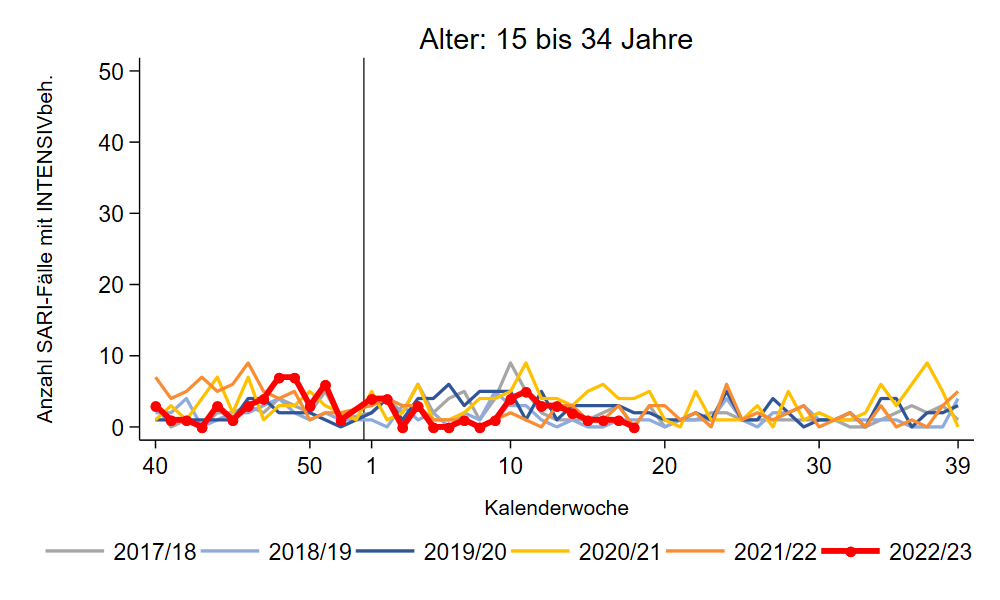 Alter: 15 bis 34 Jahre
Anzahl SARI-Fälle mit INTENSIVbeh.
50
40
30
20
10
0
40 50 1 10 20 30 39
Kalenderwoche
2017/18 2018/19 2019/20 2020/21 2021/22 2022/23